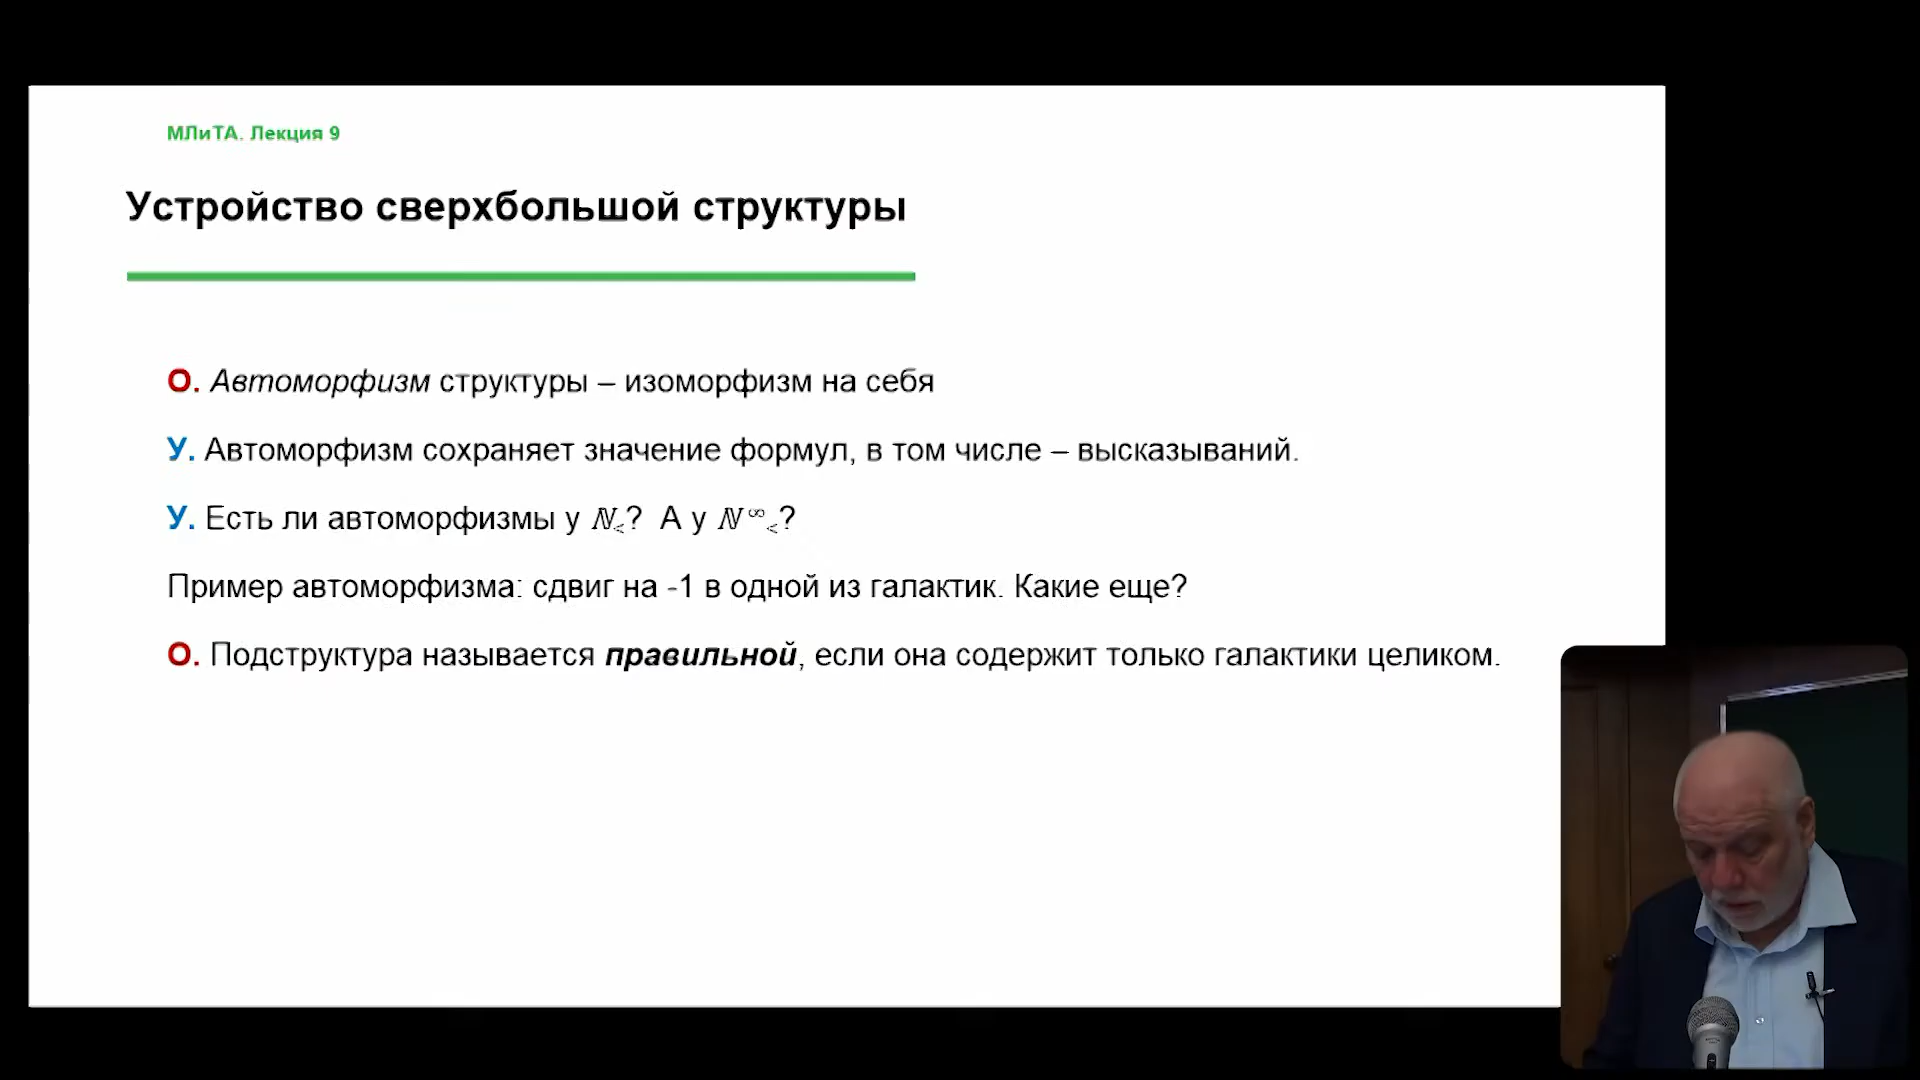 МЛиТА. Лекция 9
Устройство сверхбольшой структуры
О. Автоморфизм структуры – изоморфизм на себя
У. Автоморфизм сохраняет значение формул, в том числе – высказываний.
У. Есть ли автоморфизмы у ℕ<? А у ℕ∞<?
Пример автоморфизма: сдвиг на -1 в одной из галактик. Какие еще?
О. Подструктура называется правильной, если она содержит только галактики целиком.